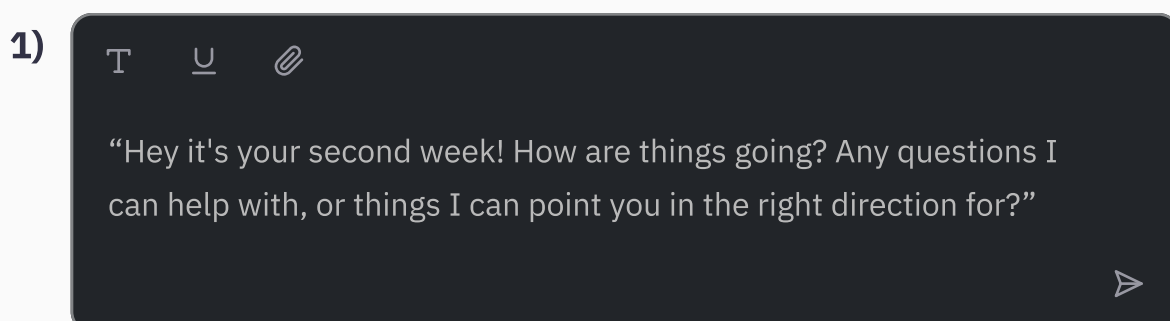 1)
“Hey it's your second week! How are things going? Any questions I
can help with, or things I can point you in the right direction for?”